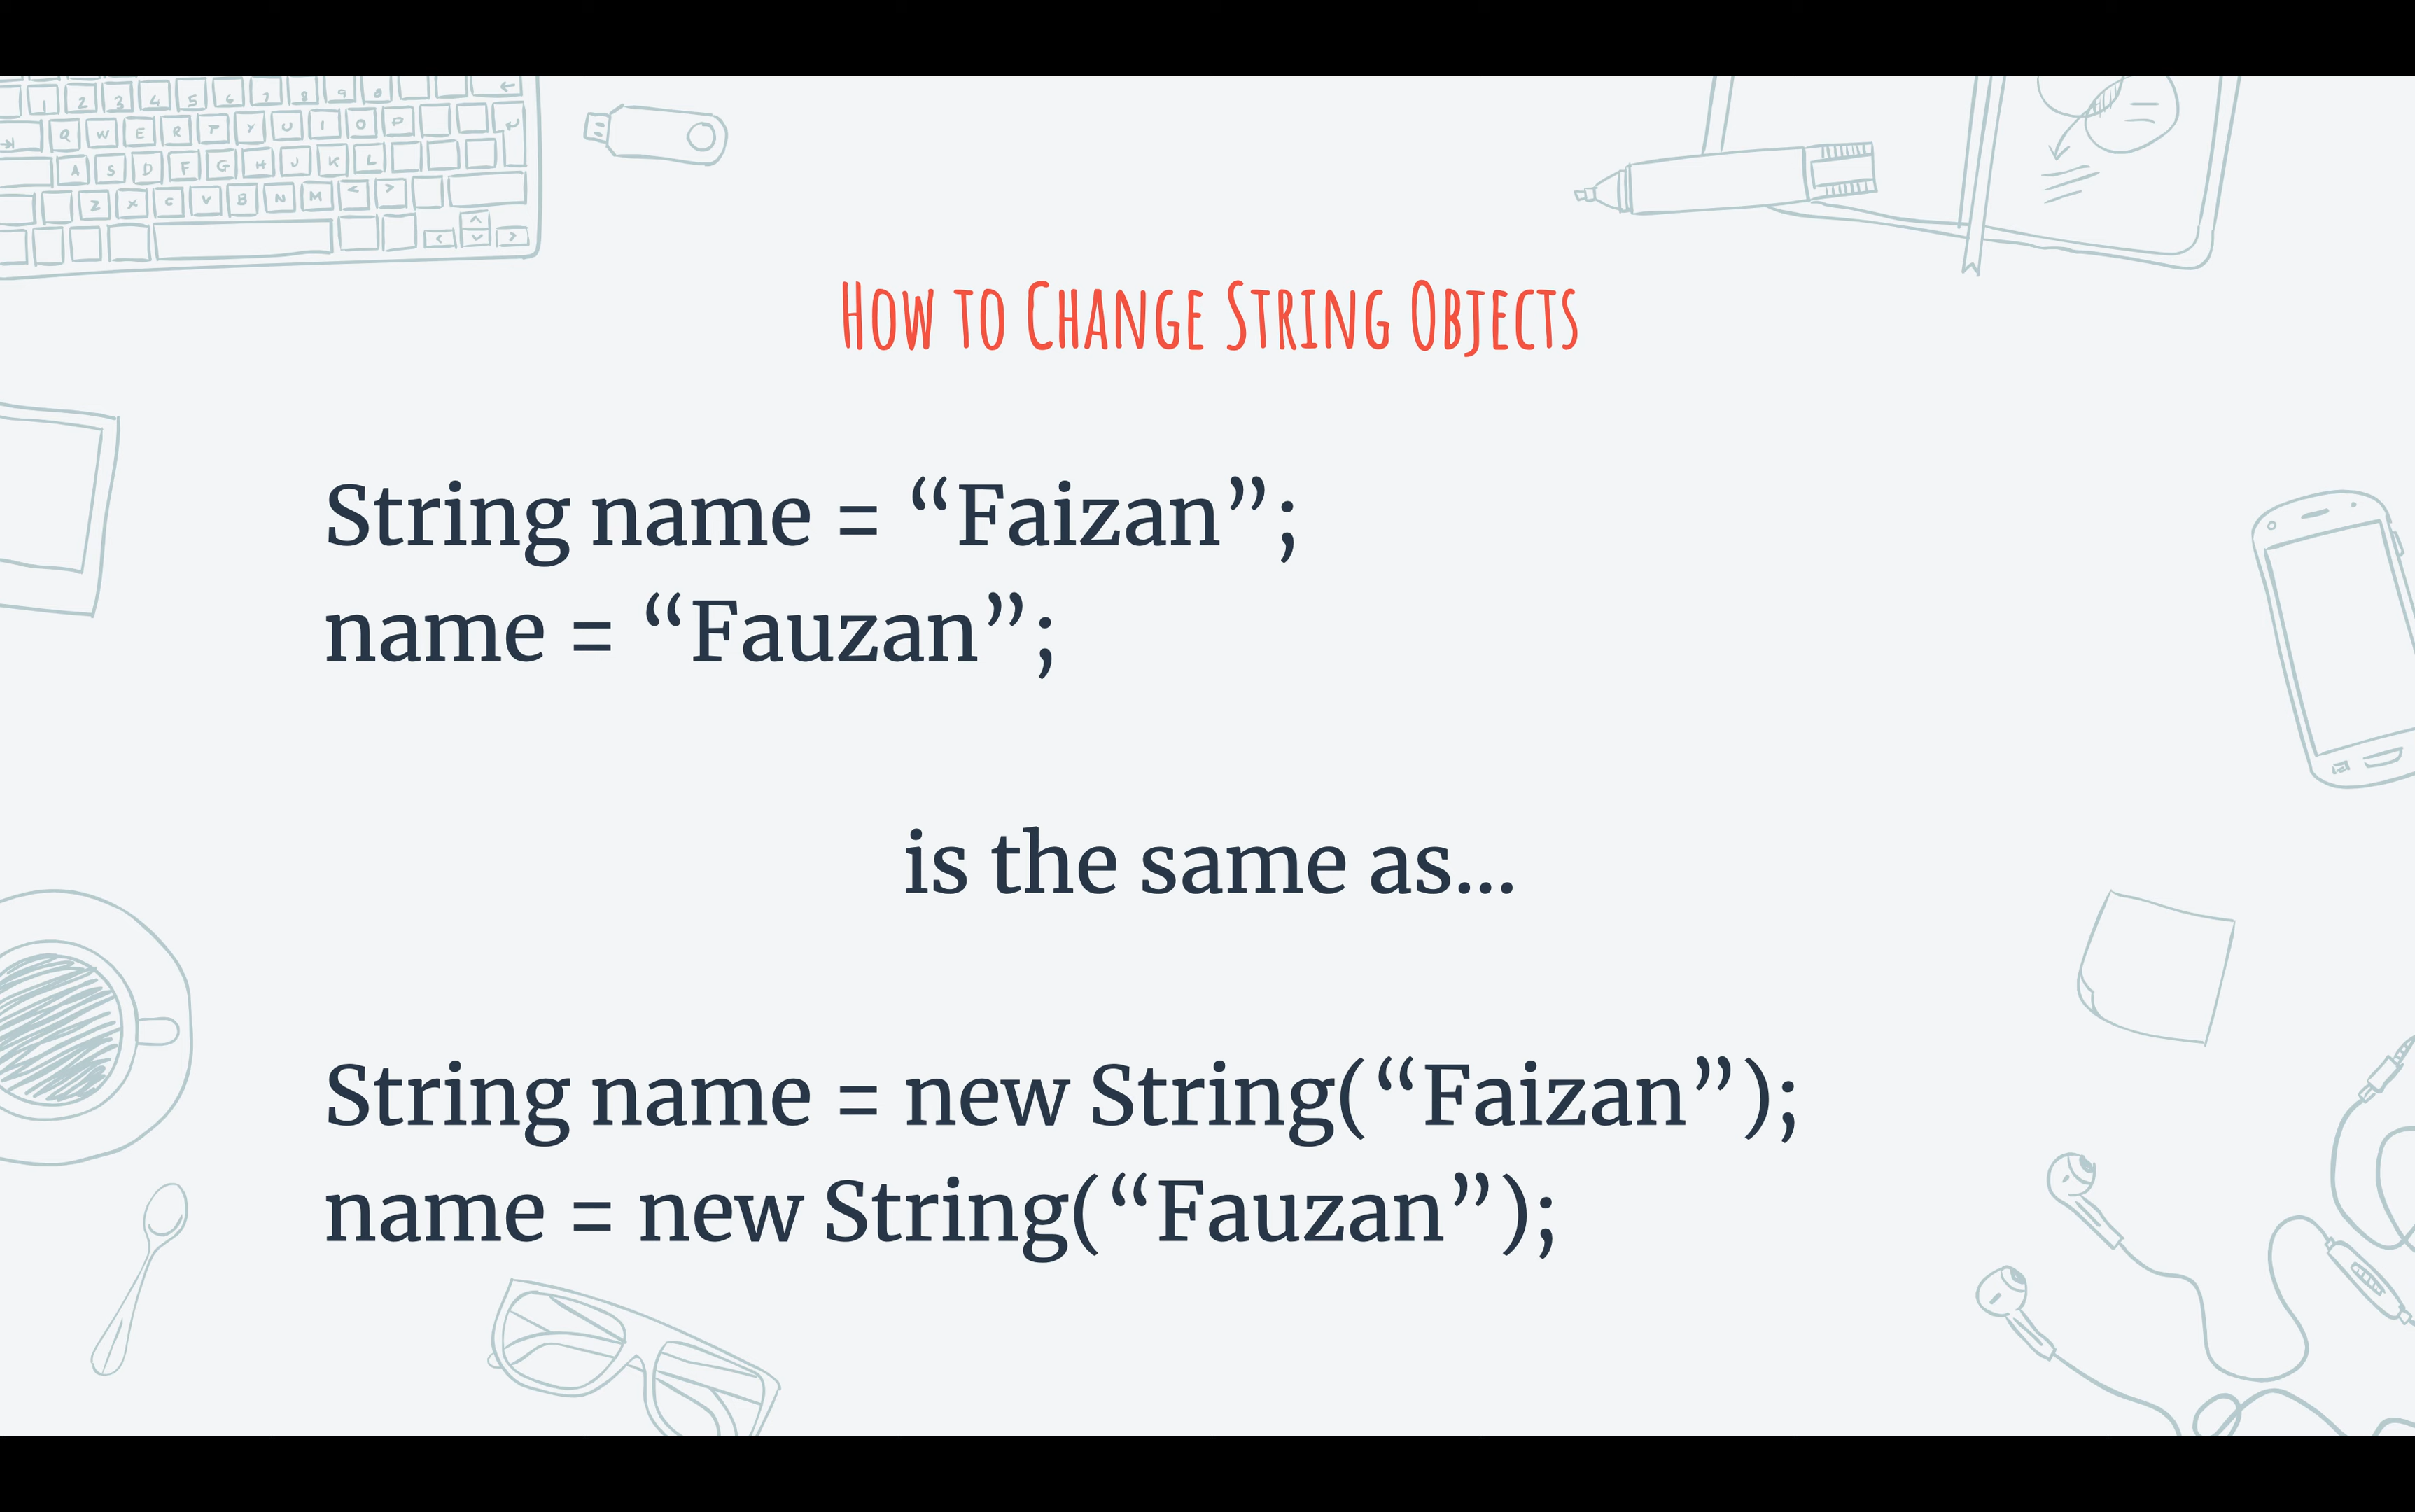 How to Change String Objects
String name = “Faizan”;
name = “Fauzan”;
is the same as...
String name = new String(“Faizan”);
name = new String(“Fauzan”);